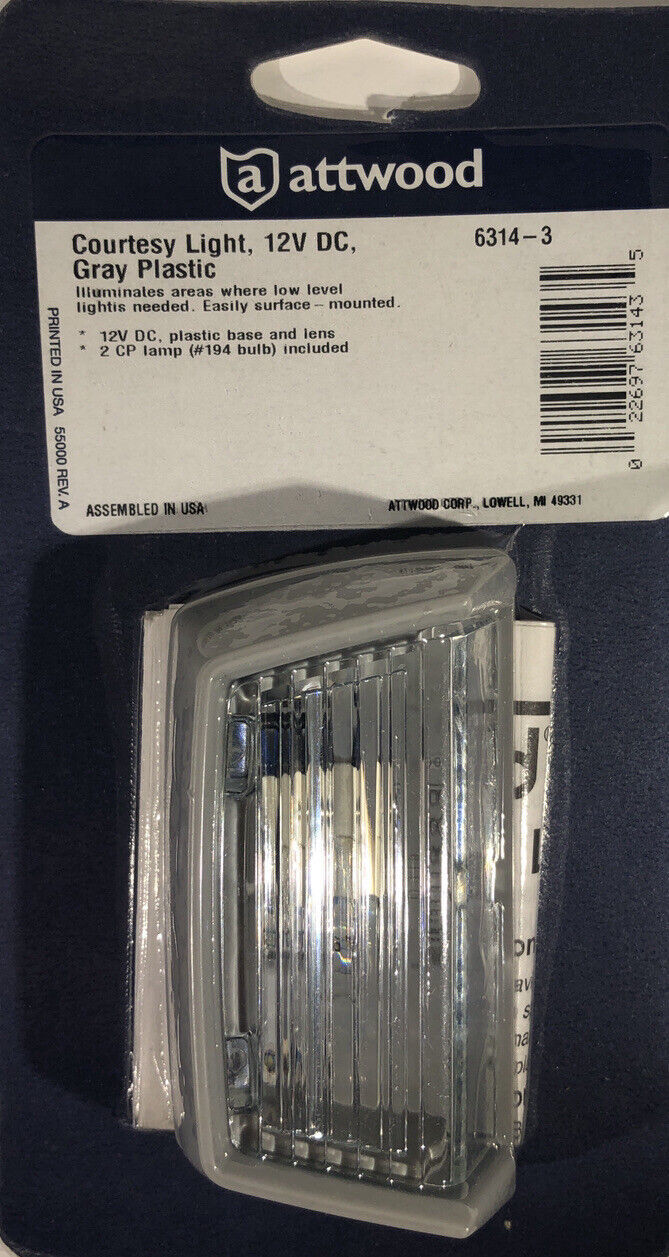 a attwood
Courtesy Light, 12V DC,
Gray Plastic
6314-3
Illuminates areas where low level
lightis needed. Easily surface - mounted.
* 12V DC, plastic base and lens
* 2 CP lamp (#194 bulb) included
PRINTED IN USA 55000 REV. A
0 22697 63143 5
ASSEMBLED IN USA
ATTWOOD CORP., LOWELL, MI 49331